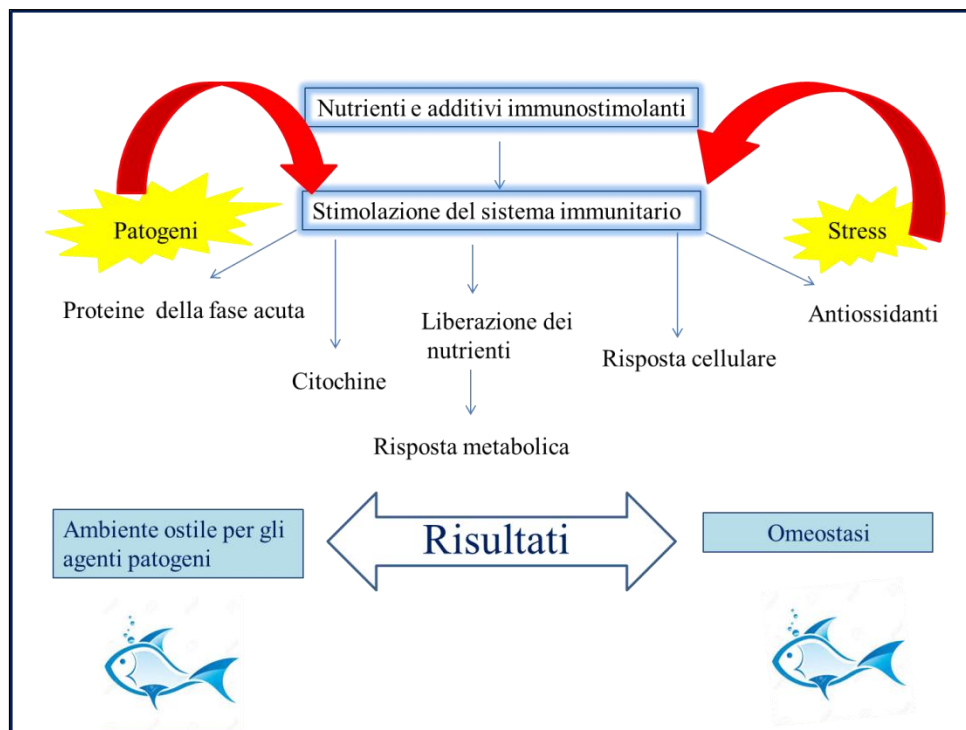 Nutrienti e additivi immunostimolanti
Stimolazione del sistema immunitario
Patogeni
Stress
Proteine della fase acuta
Citochine
Liberazione dei
nutrienti
Risposta cellulare
Antiossidanti
Risposta metabolica
Ambiente ostile per gli
agenti patogeni
Risultati
Omeostasi